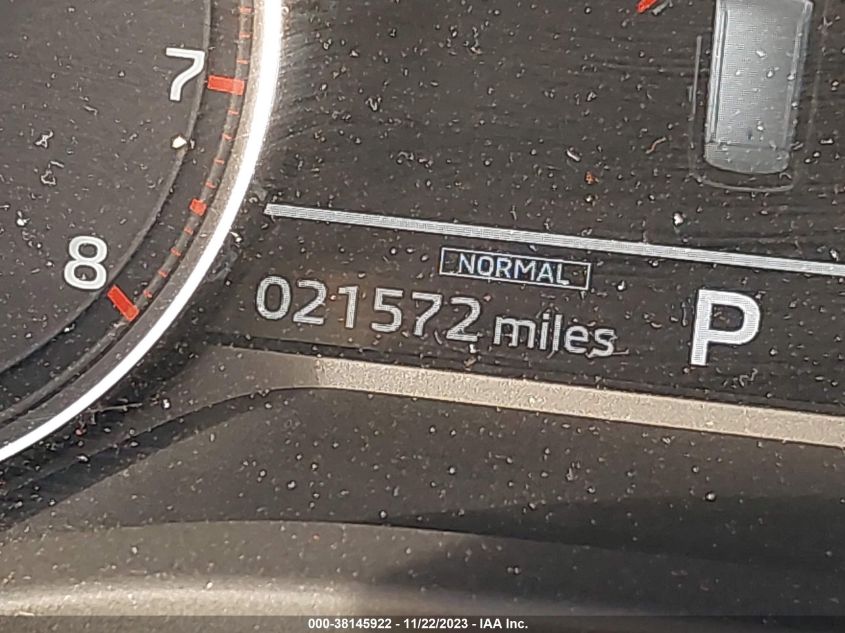 7
8
NORMAL
021572 miles P
000-38145922 - 11/22/2023 - IAA Inc.